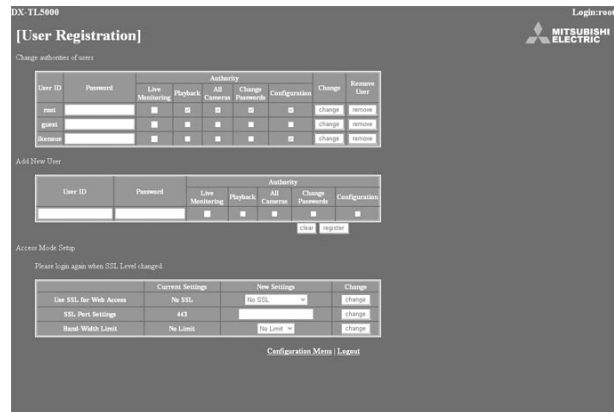 DX-TL5000 Login:root
[User Registration]
MITSUBISHI
ELECTRIC
Change authorities of users
User ID Password Authority Change Remove User
Live Monitoring Playback All Cameras Change Passwords Configuration
root change remove
guest change remove
change remove
Add New User
User ID Password Authority
Live Monitoring Playback All Cameras Change Passwords Configuration
clear register
Access Mode Setup
Please login again when SSL Level changed.
Current Settings New Settings Change
Use SSL for Web Access No SSL No SSL change
SSL Port Settings 443 change
Band-Width Limit No Limit No Limit change
Configuration Menu | Logout